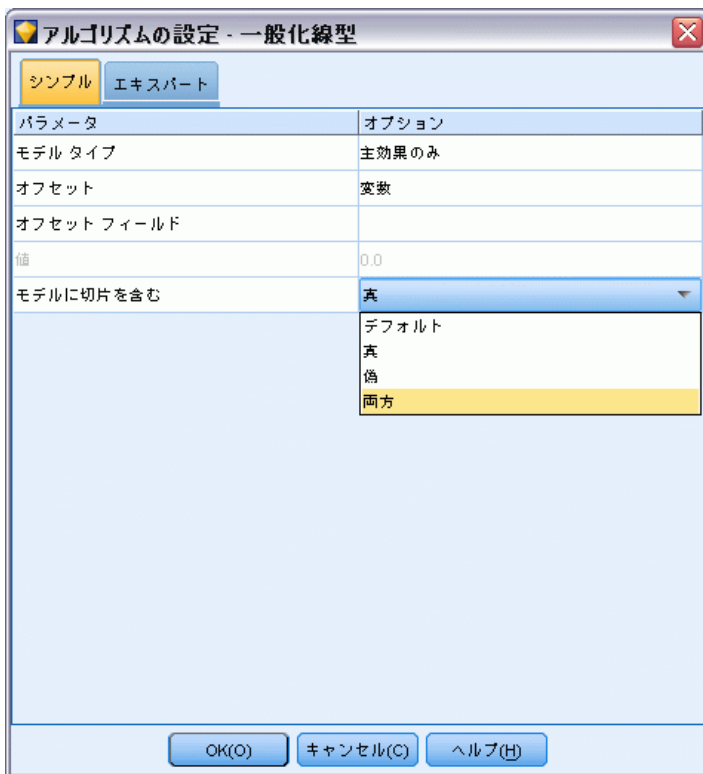 アルゴリズムの設定 - 一般化線型
シンプル エキスパート
パラメータ オプション
モデル タイプ 主効果のみ
オフセット 変数
オフセット フィールド
値 0.0
モデルに切片を含む 真
デフォルト
真
偽
両方
OK(O) キャンセル(C) ヘルプ(H)